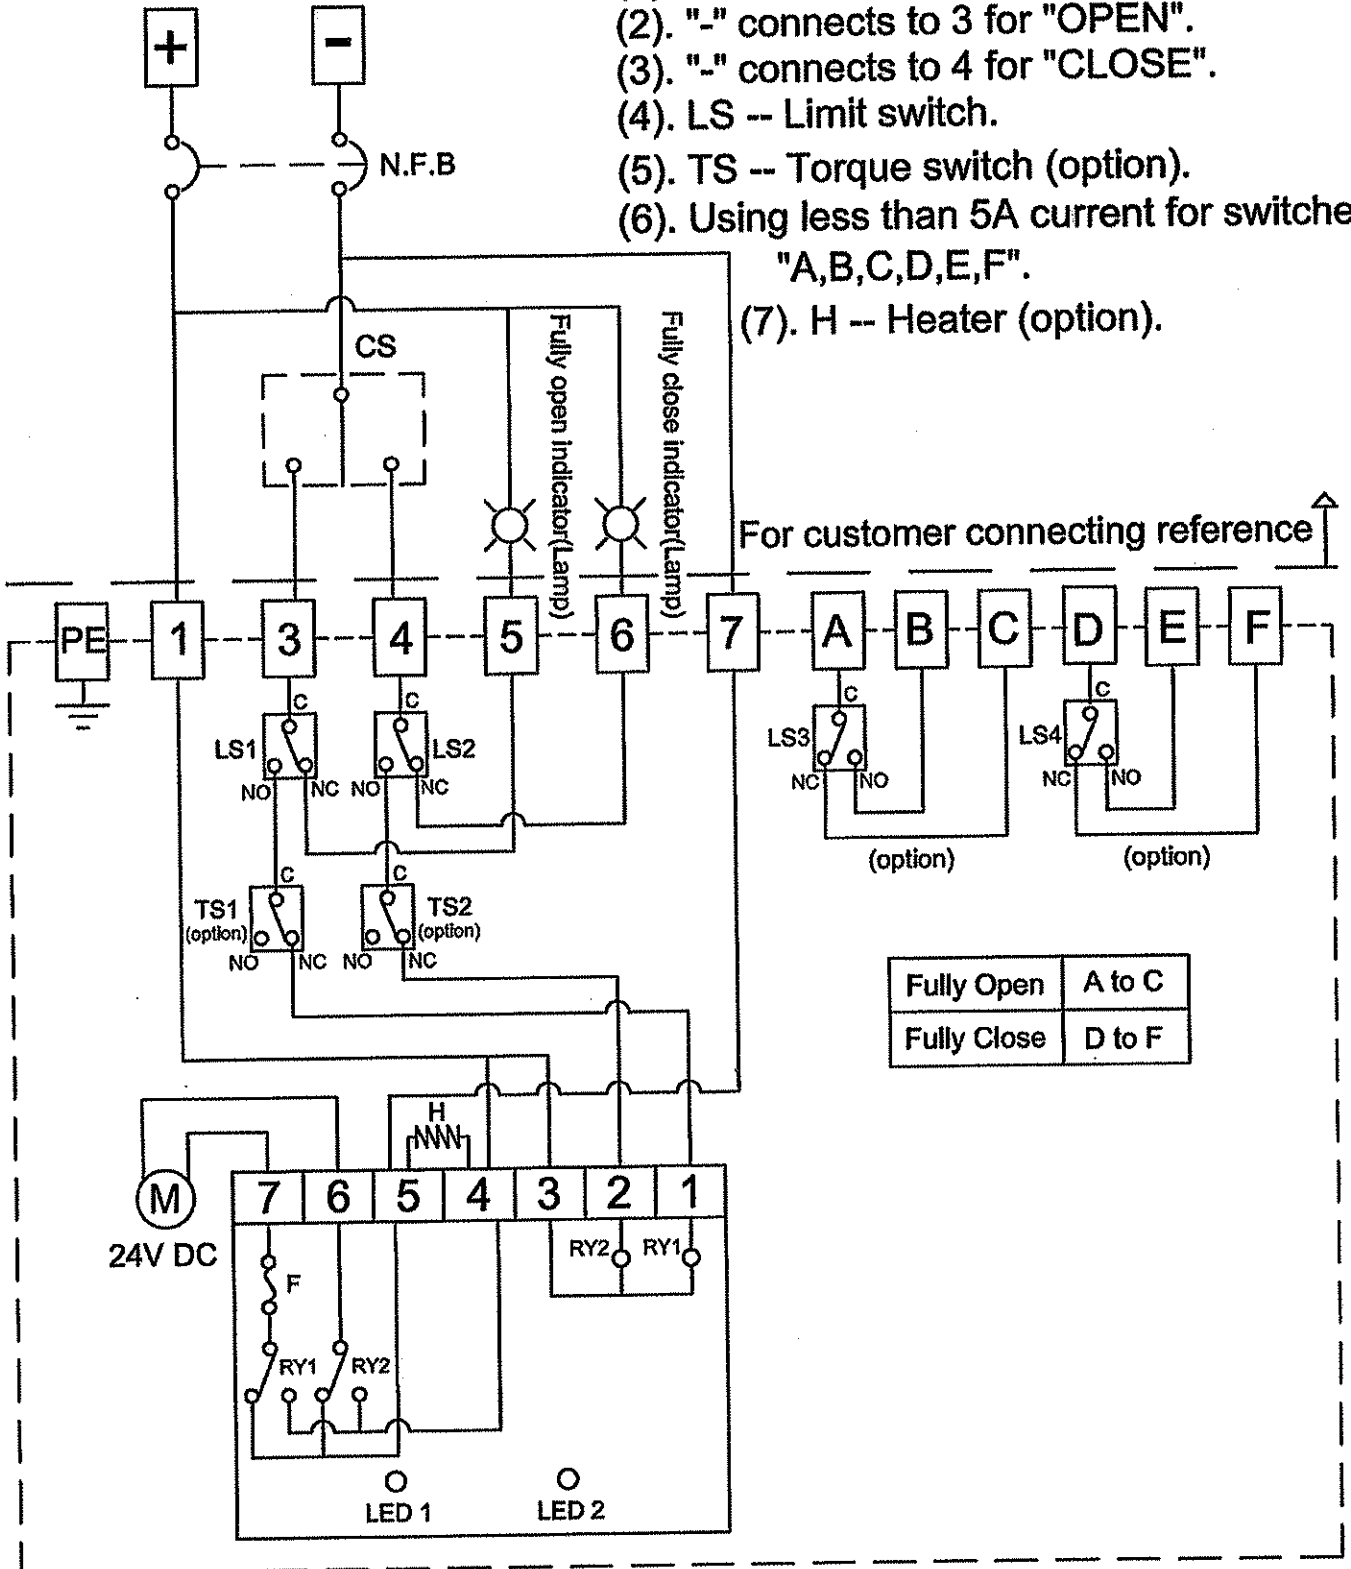 + -
(2). "-" connects to 3 for "OPEN".
(3). "-" connects to 4 for "CLOSE".
(4). LS -- Limit switch.
(5). TS -- Torque switch (option).
(6). Using less than 5A current for switche
"A,B,C,D,E,F".
(7). H -- Heater (option).
N.F.B
CS
Fully open indicator(Lamp)
Fully close indicator(Lamp)
For customer connecting reference
PE 1 3 4 5 6 7 A B C D E F
C C C C
LS1 LS2 LS3 LS4
NO NC NO NC NC NO NC NO
(option) (option)
C C
TS1 TS2
(option) (option)
NO NC NO NC
Fully Open A to C
Fully Close D to F
H
M
24V DC
7 6 5 4 3 2 1
RY2 RY1
F
RY1 RY2
LED 1 LED 2